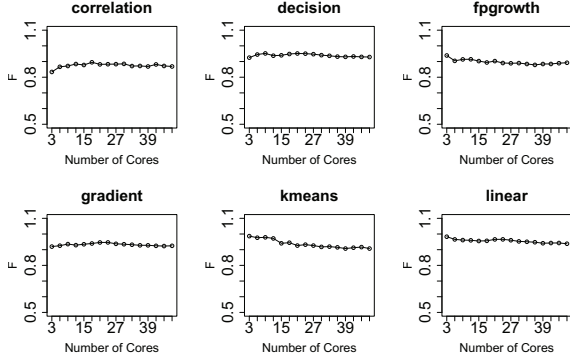 correlation
decision
fpgrowth
F
0.5 0.8 1.1
3 15 27 39
Number of Cores
F
0.5 0.8 1.1
3 15 27 39
Number of Cores
F
0.5 0.8 1.1
3 15 27 39
Number of Cores
gradient
kmeans
linear
F
0.5 0.8 1.1
3 15 27 39
Number of Cores
F
0.5 0.8 1.1
3 15 27 39
Number of Cores
F
0.5 0.8 1.1
3 15 27 39
Number of Cores